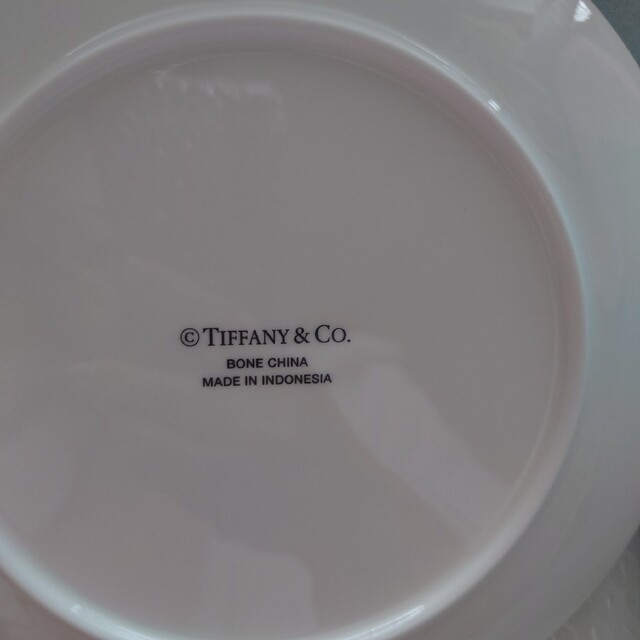 © TIFFANY & CO.
BONE CHINA
MADE IN INDONESIA